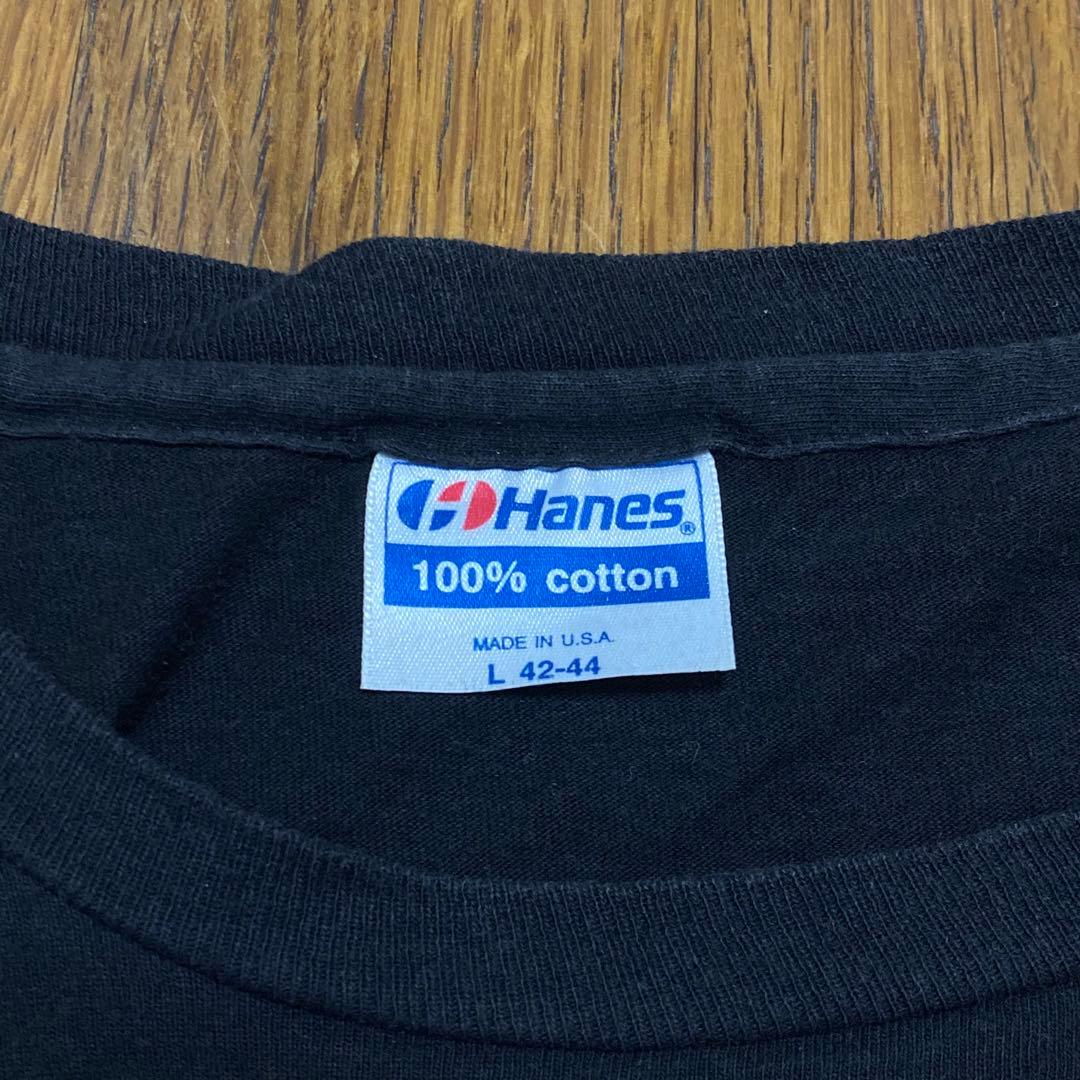 Hanes®
100% cotton
MADE IN U.S.A.
L 42-44